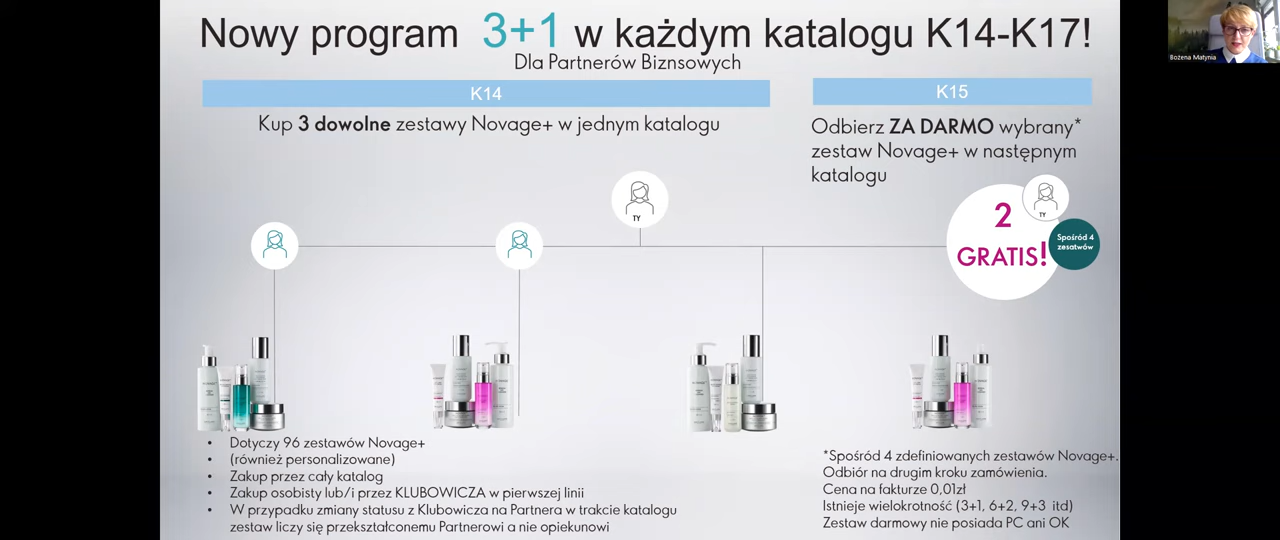 Nowy program 3+1 w każdym katalogu K14-K17!
Dla Partnerów Biznsowych
K14
Kup 3 dowolne zestawy Novage+ w jednym katalogu
K15
Odbierz ZA DARMO wybrany*
zestaw Novage+ w następnym
katalogu
TY
TY
2
GRATIS!
Spośród 4
zesatwów
• Dotyczy 96 zestawów Novage+
• (również personalizowane)
• Zakup przez cały katalog
• Zakup osobisty lub/i przez KLUBOWICZA w pierwszej linii
• W przypadku zmiany statusu z Klubowicza na Partnera w trakcie katalogu
zestaw liczy się przekształconemu Partnerowi a nie opiekunowi
*Spośród 4 zdefiniowanych zestawów Novage+.
Odbiór na drugim kroku zamówienia.
Cena na fakturze 0,01zł
Istnieje wielokrotność (3+1, 6+2, 9+3 itd)
Zestaw darmowy nie posiada PC ani OK
Bożena Matynia